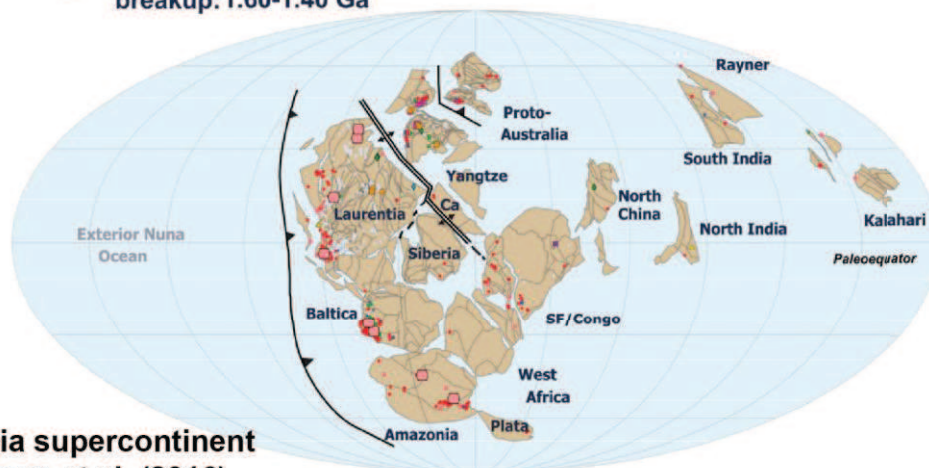 breakup: 1.60-1.40 Ga
Rayner
Proto-
Australia
South India
Yangtze
North
China
Ca
Laurentia
Kalahari
North India
Exterior Nuna
Ocean
Siberia
Paleoequator
Baltica
SF/Congo
West
Africa
Plata
Amazonia
ia supercontinent